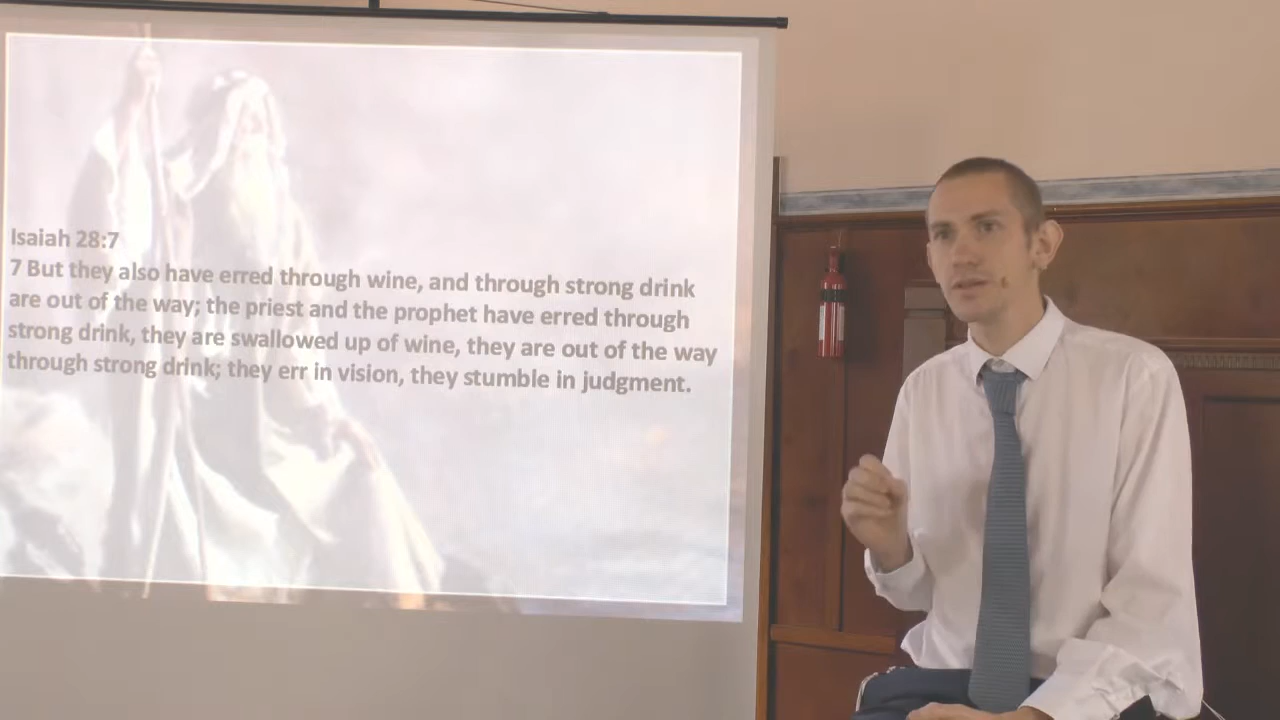 Isaiah 28:7
7 But they also have erred through wine, and through strong drink
are out of the way; the priest and the prophet have erred through
strong drink, they are swallowed up of wine, they are out of the way
through strong drink; they err in vision, they stumble in judgment.